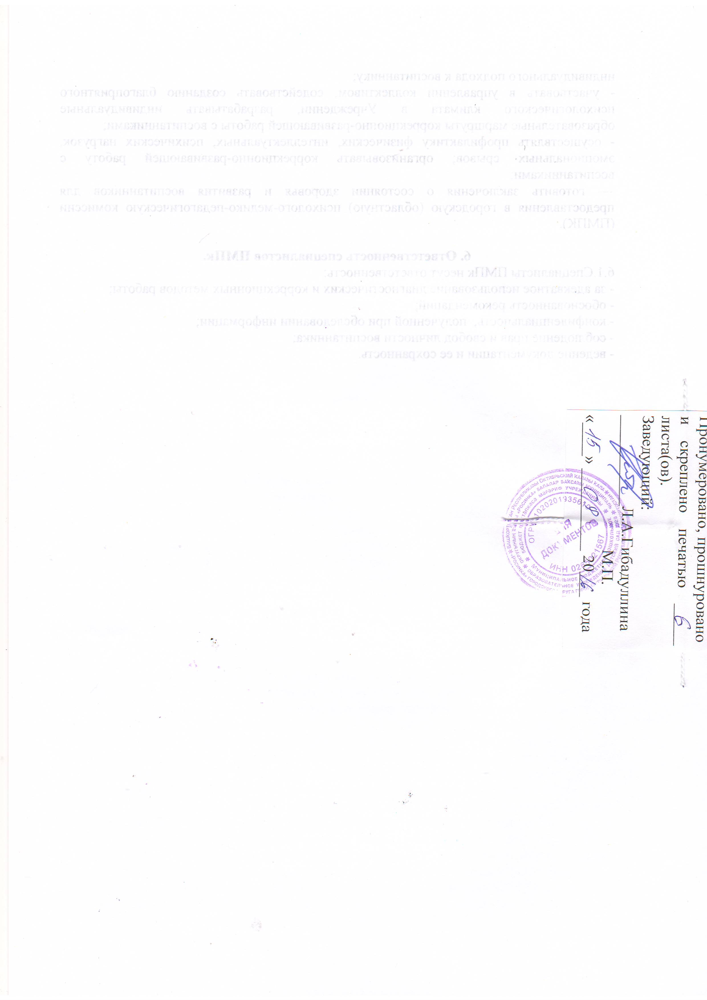 индивидуального подхода к воспитаннику;
- участвовать в управлении коллективом, содействовать созданию благоприятного
психологического климата в Учреждении, разрабатывать индивидуальные
образовательные маршруты коррекционно-развивающей работы с воспитанниками;
- осуществлять профилактику физических, интеллектуальных, психических нагрузок,
эмоциональных срывов; организовывать коррекционно-развивающей работу с
воспитанниками
— готовить заключения о состоянии здоровья и развития воспитанников для
предоставления в городскую (областную) психолого-медико-педагогическую комиссии
(ПМПК).
6. Ответственность специалистов ПМПк.
6.1.Специалисты ПМПк несут ответственность:
- за адекватное использование диагностических и коррекционных методов работы;
- обоснованность рекомендаций;
- конфиденциальность, полученной при обследовании информации;
- соблюдение прав и свобод личности воспитанника;
- ведение документации и ее сохранность.
Пронумеровано, прошнуровано
и скреплено печатью 6
листа(ов).
Заведующий:
Л.А.Гибадуллина
М.П.
« 15 » 08 2016 года
ДОКУМЕНТОВ
ИНН 0265021567